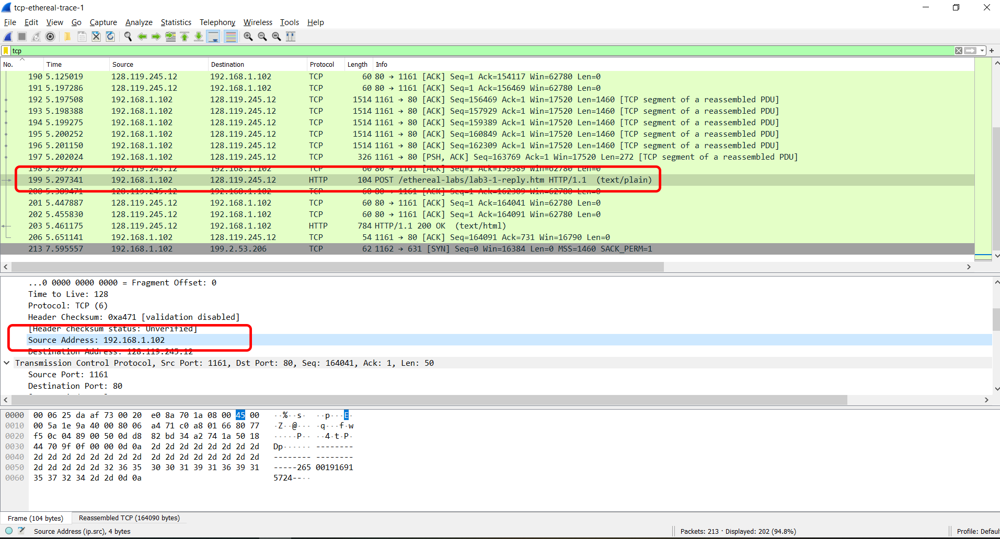 tcp-ethereal-trace-1
File Edit View Go Capture Analyze Statistics Telephony Wireless Tools Help
tcp
No. Time Source Destination Protocol Length Info
190 5.125019 128.119.245.12 192.168.1.102 TCP 60 80 → 1161 [ACK] Seq=1 Ack=154117 Win=62780 Len=0
191 5.197286 128.119.245.12 192.168.1.102 TCP 60 80 → 1161 [ACK] Seq=1 Ack=156469 Win=62780 Len=0
192 5.197508 192.168.1.102 128.119.245.12 TCP 1514 1161 → 80 [ACK] Seq=156469 Ack=1 Win=17520 Len=1460 [TCP segment of a reassembled PDU]
193 5.198388 192.168.1.102 128.119.245.12 TCP 1514 1161 → 80 [ACK] Seq=157929 Ack=1 Win=17520 Len=1460 [TCP segment of a reassembled PDU]
194 5.199275 192.168.1.102 128.119.245.12 TCP 1514 1161 → 80 [ACK] Seq=159389 Ack=1 Win=17520 Len=1460 [TCP segment of a reassembled PDU]
195 5.200252 192.168.1.102 128.119.245.12 TCP 1514 1161 → 80 [ACK] Seq=160849 Ack=1 Win=17520 Len=1460 [TCP segment of a reassembled PDU]
196 5.201150 192.168.1.102 128.119.245.12 TCP 1514 1161 → 80 [ACK] Seq=162309 Ack=1 Win=17520 Len=1460 [TCP segment of a reassembled PDU]
197 5.202024 192.168.1.102 128.119.245.12 TCP 326 1161 → 80 [PSH, ACK] Seq=163769 Ack=1 Win=17520 Len=272 [TCP segment of a reassembled PDU]
198 5.297257 128.119.245.12 192.168.1.102 TCP 60 80 → 1161 [ACK] Seq=1 Ack=159389 Win=62780 Len=0
199 5.297341 192.168.1.102 128.119.245.12 HTTP 104 POST /ethereal-labs/lab3-1-reply.htm HTTP/1.1 (text/plain)
200 5.389471 128.119.245.12 192.168.1.102 TCP 60 80 → 1161 [ACK] Seq=1 Ack=162309 Win=62780 Len=0
201 5.447887 128.119.245.12 192.168.1.102 TCP 60 80 → 1161 [ACK] Seq=1 Ack=164041 Win=62780 Len=0
202 5.455830 128.119.245.12 192.168.1.102 TCP 60 80 → 1161 [ACK] Seq=1 Ack=164091 Win=62780 Len=0
203 5.461175 128.119.245.12 192.168.1.102 HTTP 784 HTTP/1.1 200 OK (text/html)
206 5.651141 192.168.1.102 128.119.245.12 TCP 54 1161 → 80 [ACK] Seq=164091 Ack=731 Win=16790 Len=0
213 7.595557 192.168.1.102 199.2.53.206 TCP 62 1162 → 631 [SYN] Seq=0 Win=16384 Len=0 MSS=1460 SACK_PERM=1
...0 0000 0000 0000 = Fragment Offset: 0
Time to Live: 128
Protocol: TCP (6)
Header Checksum: 0xa471 [validation disabled]
[Header checksum status: Unverified]
Source Address: 192.168.1.102
Destination Address: 128.119.245.12
Transmission Control Protocol, Src Port: 1161, Dst Port: 80, Seq: 164041, Ack: 1, Len: 50
Source Port: 1161
Destination Port: 80
0000 00 06 25 da af 73 00 20 e0 8a 70 1a 08 00 45 00 ··%··s· ··p···E·
0010 00 5a 1e 9a 40 00 80 06 a4 71 c0 a8 01 66 80 77 ·Z··@··· ·q···f·w
0020 f5 0c 04 89 00 50 0d d8 82 bd 34 a2 74 1a 50 18 ·····P·· ··4·t·P·
0030 44 70 9f 0f 00 00 0d 0a 2d 2d 2d 2d 2d 2d 2d 2d Dp······ --------
0040 2d 2d 2d 2d 2d 2d 2d 2d 2d 2d 2d 2d 2d 2d 2d 2d -------- --------
0050 2d 2d 2d 2d 2d 32 36 35 30 30 31 39 31 36 39 31 -----265 00191691
0060 35 37 32 34 2d 2d 0d 0a 5724--··
Frame (104 bytes) Reassembled TCP (164090 bytes)
Source Address (ip.src), 4 bytes Packets: 213 · Displayed: 202 (94.8%) Profile: Defaul